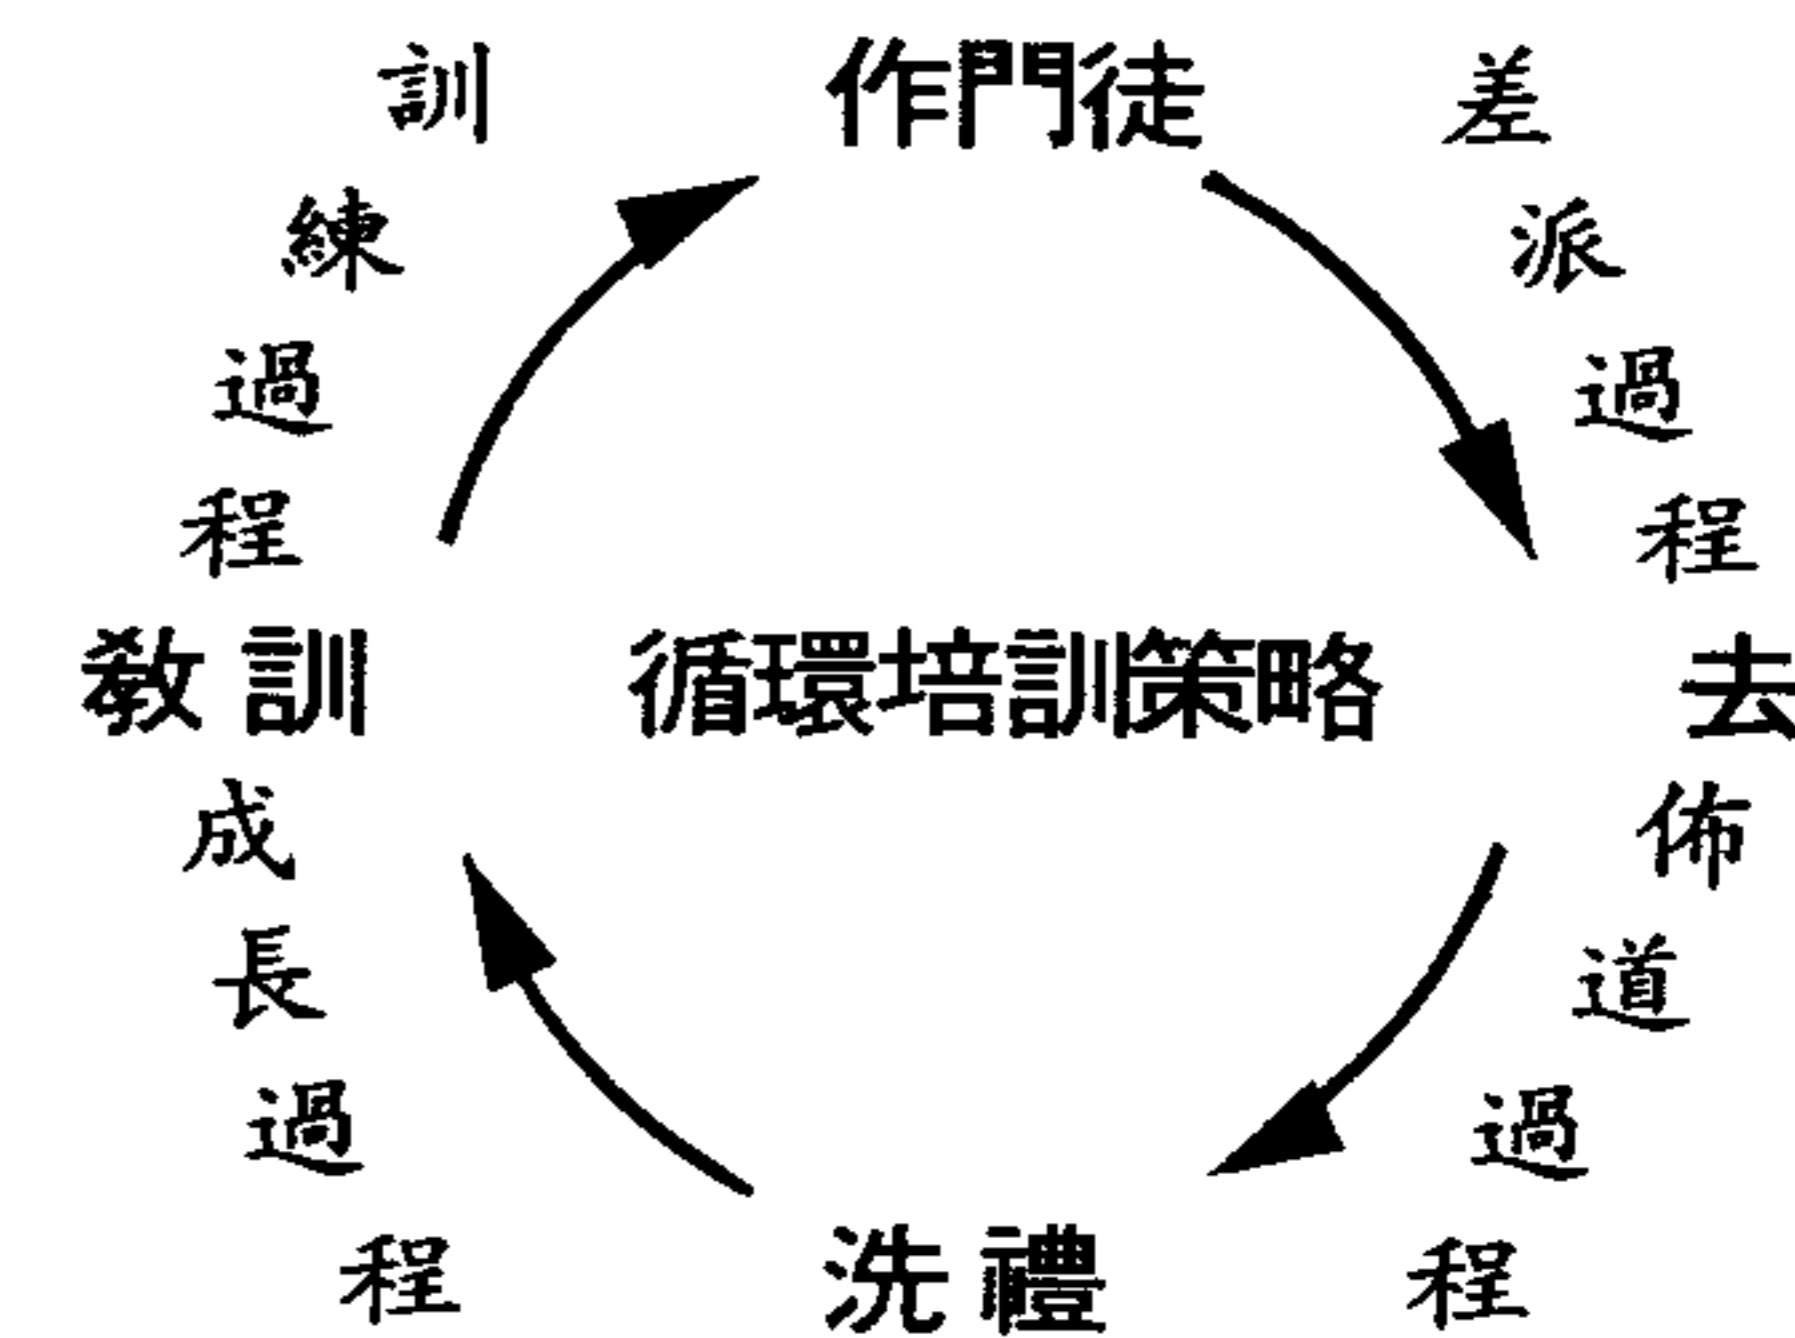 作門徒
差派過程
去
佈道過程
洗禮
成長過程
教訓
訓練過程
循環培訓策略